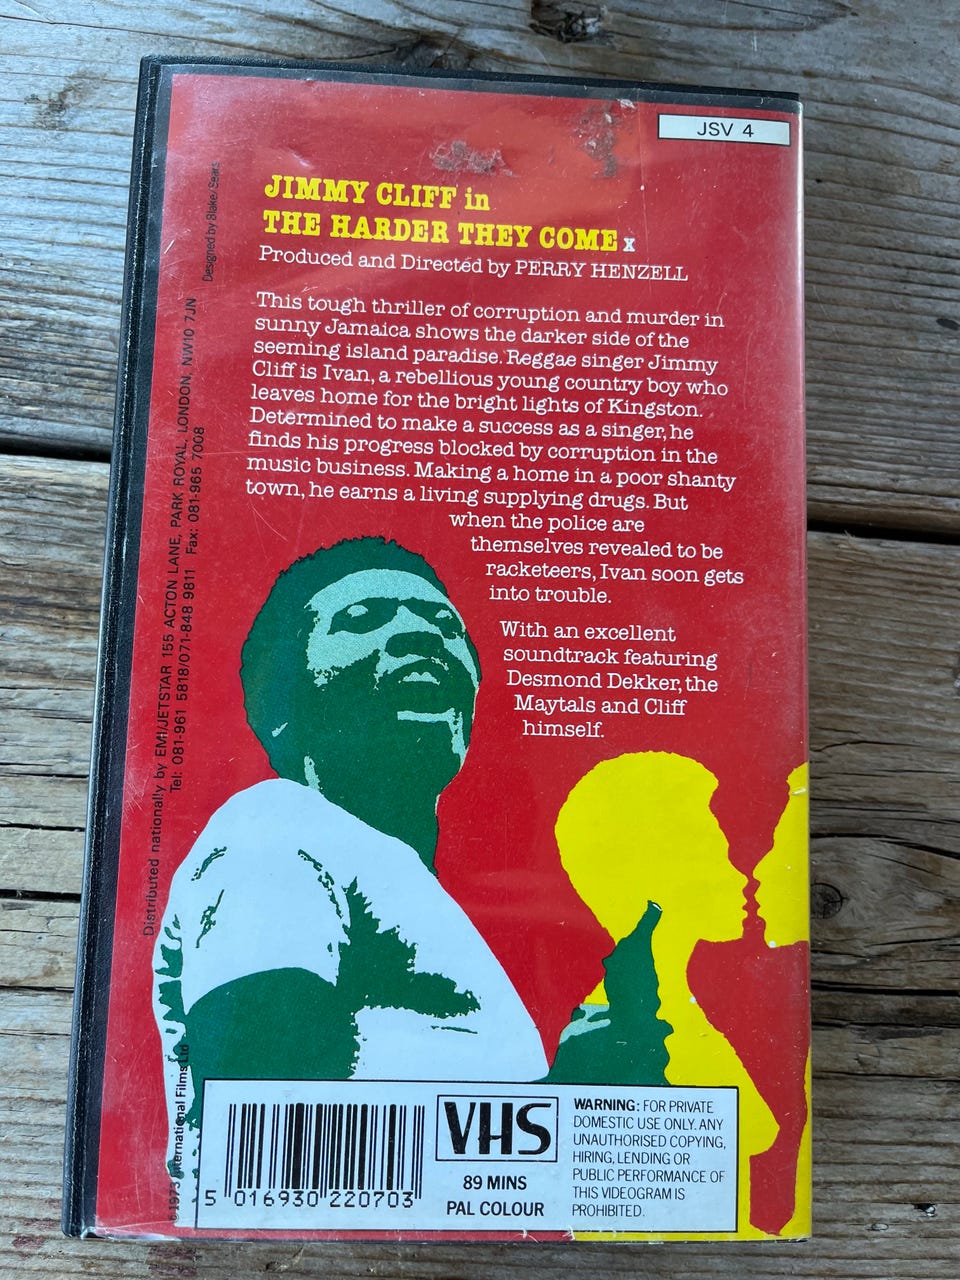 JSV 4
JIMMY CLIFF in
THE HARDER THEY COME x
Produced and Directed by PERRY HENZELL
This tough thriller of corruption and murder in
sunny Jamaica shows the darker side of the
seeming island paradise. Reggae singer Jimmy
Cliff is Ivan, a rebellious young country boy who
leaves home for the bright lights of Kingston.
Determined to make a success as a singer, he
finds his progress blocked by corruption in the
music business. Making a home in a poor shanty
town, he earns a living supplying drugs. But
when the police are
themselves revealed to be
racketeers, Ivan soon gets
into trouble.
With an excellent
soundtrack featuring
Desmond Dekker, the
Maytals and Cliff
himself.
Designed by Blake/Sears
Distributed nationally by EMI/JETSTAR 155 ACTON LANE, PARK ROYAL, LONDON, NW10 7JN
Tel: 081-961 5818/071-848 9811 Fax: 081-965 7008
International Films Ltd
5 016930 220703
VHS
89 MINS
PAL COLOUR
WARNING: FOR PRIVATE
DOMESTIC USE ONLY. ANY
UNAUTHORISED COPYING,
HIRING, LENDING OR
PUBLIC PERFORMANCE OF
THIS VIDEOGRAM IS
PROHIBITED.